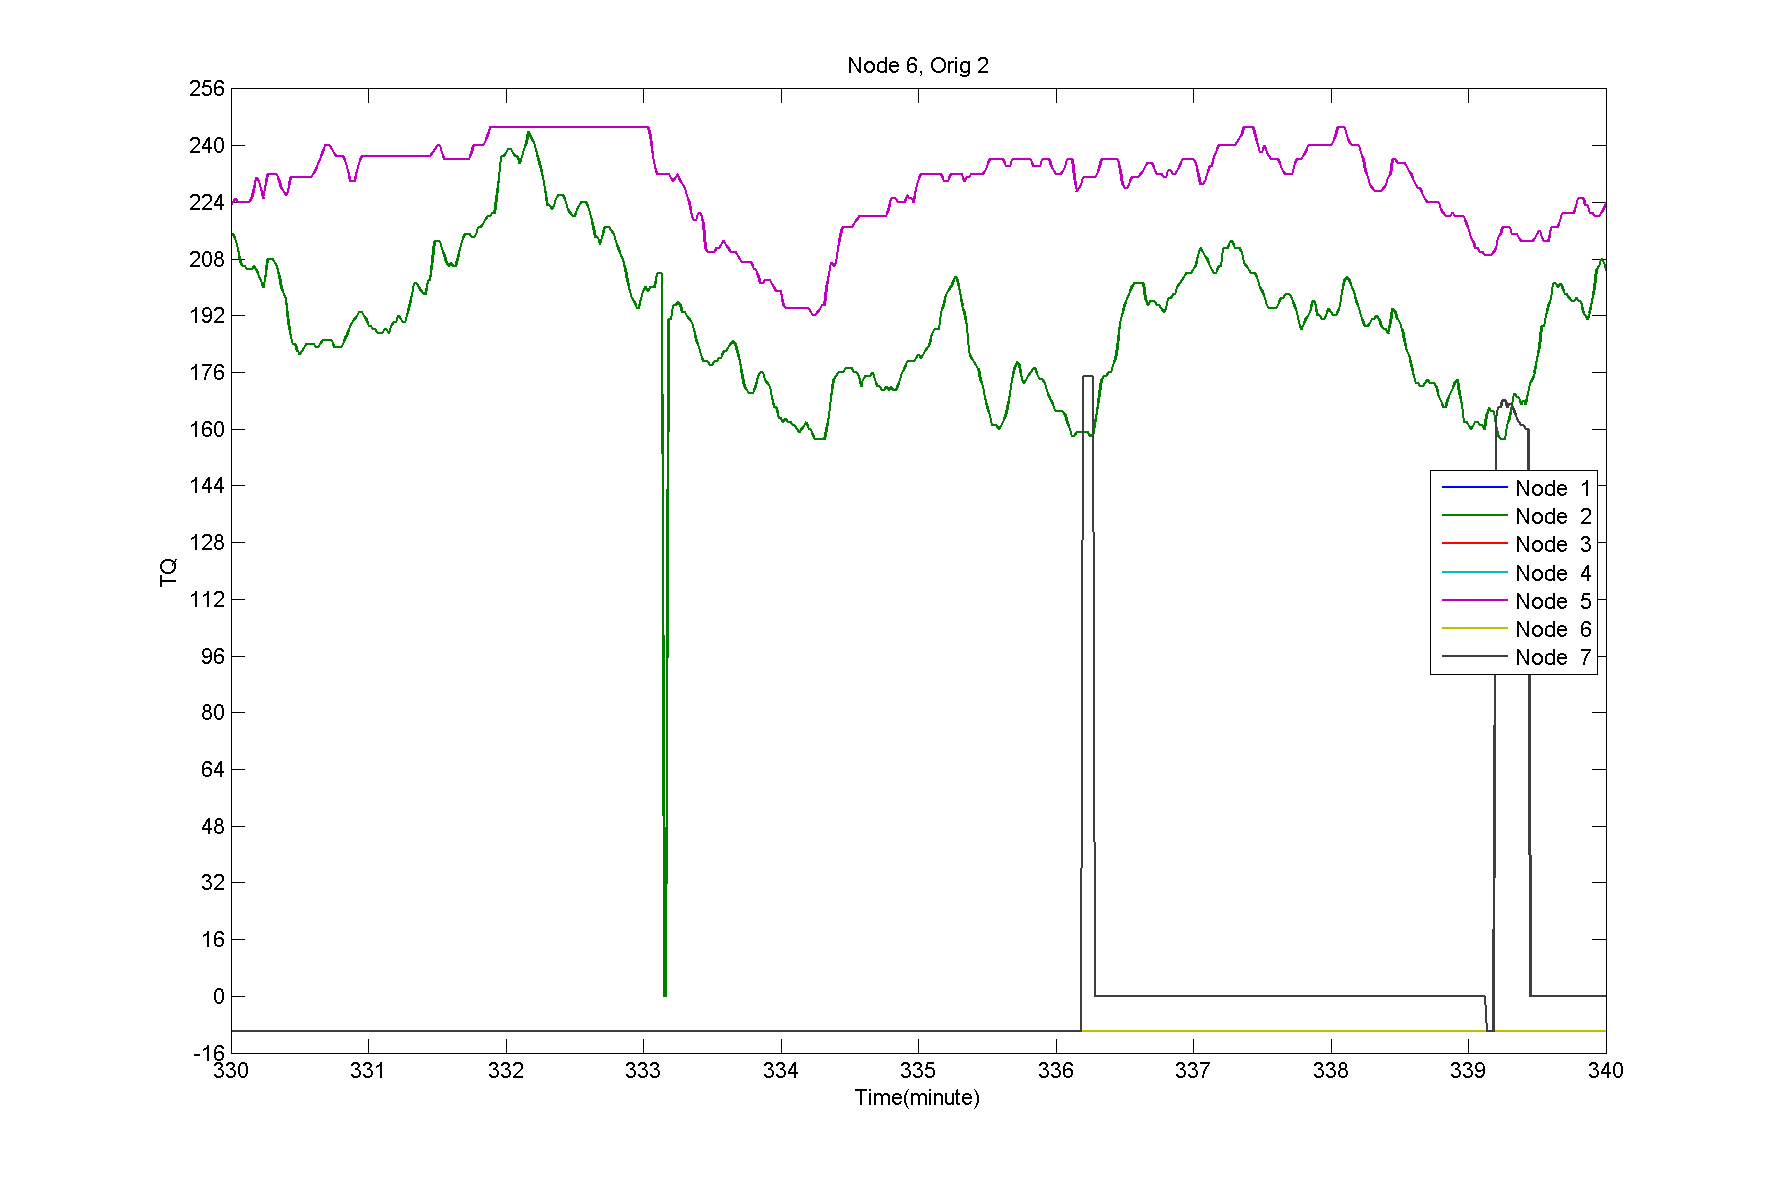 Node 6, Orig 2
256
240
224
208
192
176
160
144
128
112
96
80
64
48
32
16
0
-16
TQ
Node 1
Node 2
Node 3
Node 4
Node 5
Node 6
Node 7
330 331 332 333 334 335 336 337 338 339 340
Time(minute)